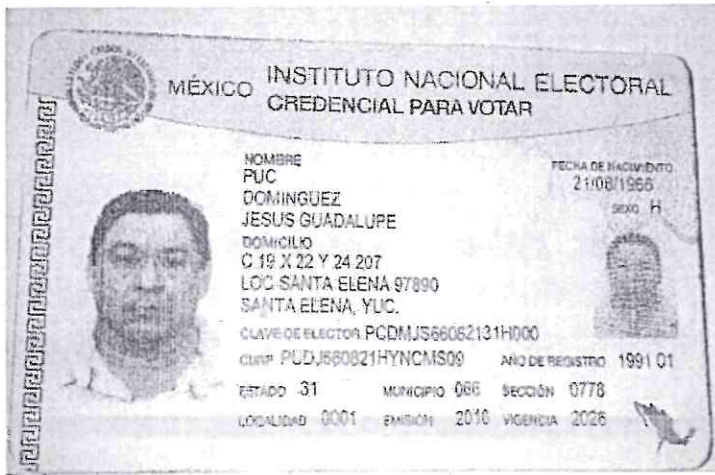 MÉXICO INSTITUTO NACIONAL ELECTORAL
CREDENCIAL PARA VOTAR
NOMBRE
PUC
DOMINGUEZ
JESUS GUADALUPE
FECHA DE NACIMIENTO
21/08/1966
SEXO H
DOMICILIO
C 19 X 22 Y 24 207
LOC SANTA ELENA 97890
SANTA ELENA, YUC.
CLAVE DE ELECTOR PCDMJS66082131H000
CURP PUDJ660821HYNCMS09 AÑO DE REGISTRO 1991 01
ESTADO 31 MUNICIPIO 066 SECCIÓN 0778
LOCALIDAD 0001 EMISIÓN 2016 VIGENCIA 2026